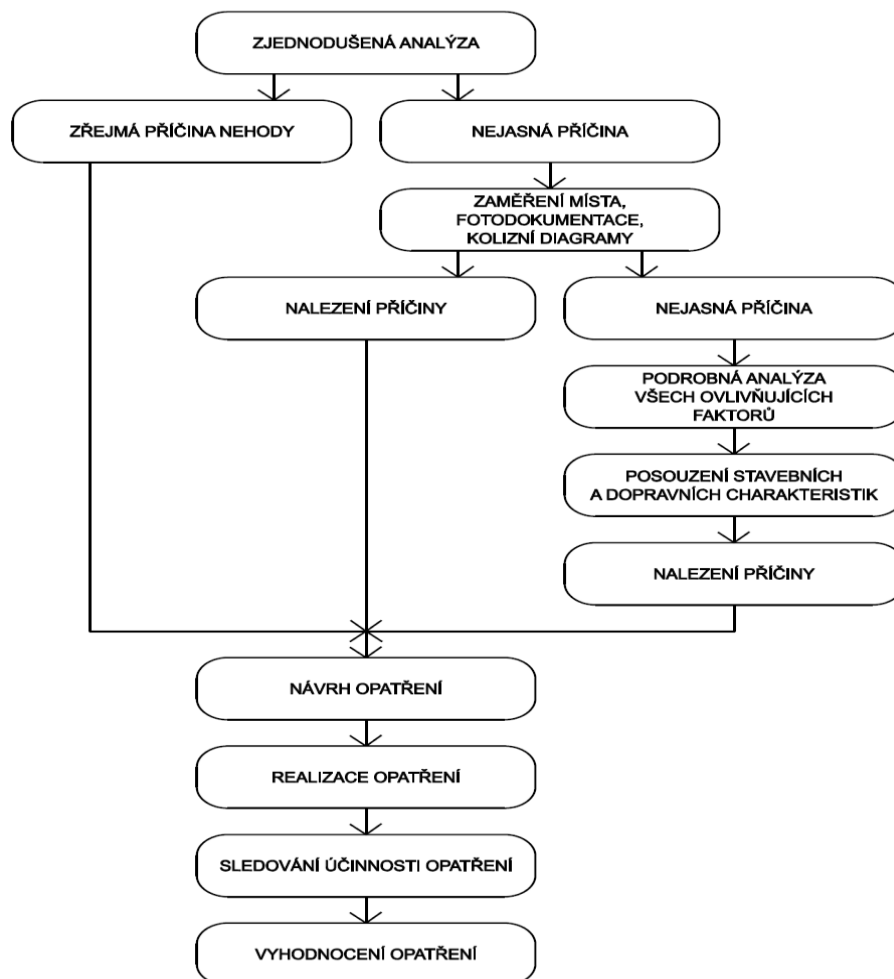 ZJEDNODUŠENÁ ANALÝZA
ZŘEJMÁ PŘÍČINA NEHODY
NEJASNÁ PŘÍČINA
ZAMĚŘENÍ MÍSTA,
FOTODOKUMENTACE,
KOLIZNÍ DIAGRAMY
NALEZENÍ PŘÍČINY
NEJASNÁ PŘÍČINA
PODROBNÁ ANALÝZA
VŠECH OVLIVŇUJÍCÍCH
FAKTORŮ
POSOUZENÍ STAVEBNÍCH
A DOPRAVNÍCH CHARAKTERISTIK
NALEZENÍ PŘÍČINY
NÁVRH OPATŘENÍ
REALIZACE OPATŘENÍ
SLEDOVÁNÍ ÚČINNOSTI OPATŘENÍ
VYHODNOCENÍ OPATŘENÍ